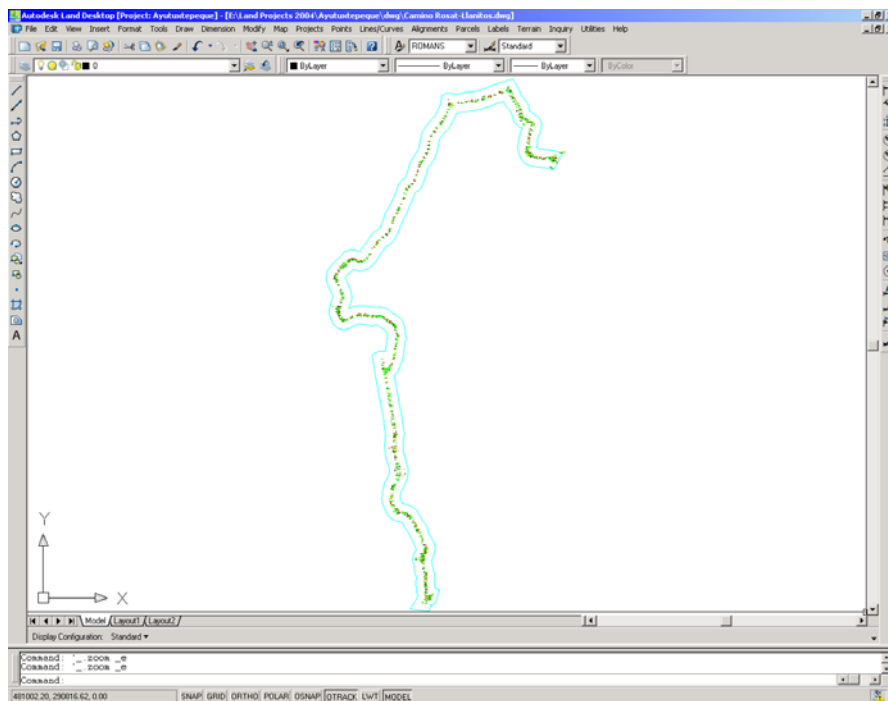 Autodesk Land Desktop [Project: Ayutuxtepeque] - [E:\Land Projects 2004\Ayutuxtepeque\dwg\Camino Rosat-Llanitos.dwg]
File Edit View Insert Format Tools Draw Dimension Modify Map Projects Points Lines/Curves Alignments Parcels Labels Terrain Inquiry Utilities Help
ROMANS Standard
0 ByLayer ByLayer ByLayer ByColor
A
Y
X
Model Layout1 Layout2
Display Configuration: Standard
Command: '_.zoom _e
Command: '_.zoom _e
Command:
481002.20, 290816.62, 0.00 SNAP GRID ORTHO POLAR OSNAP OTRACK LWT MODEL